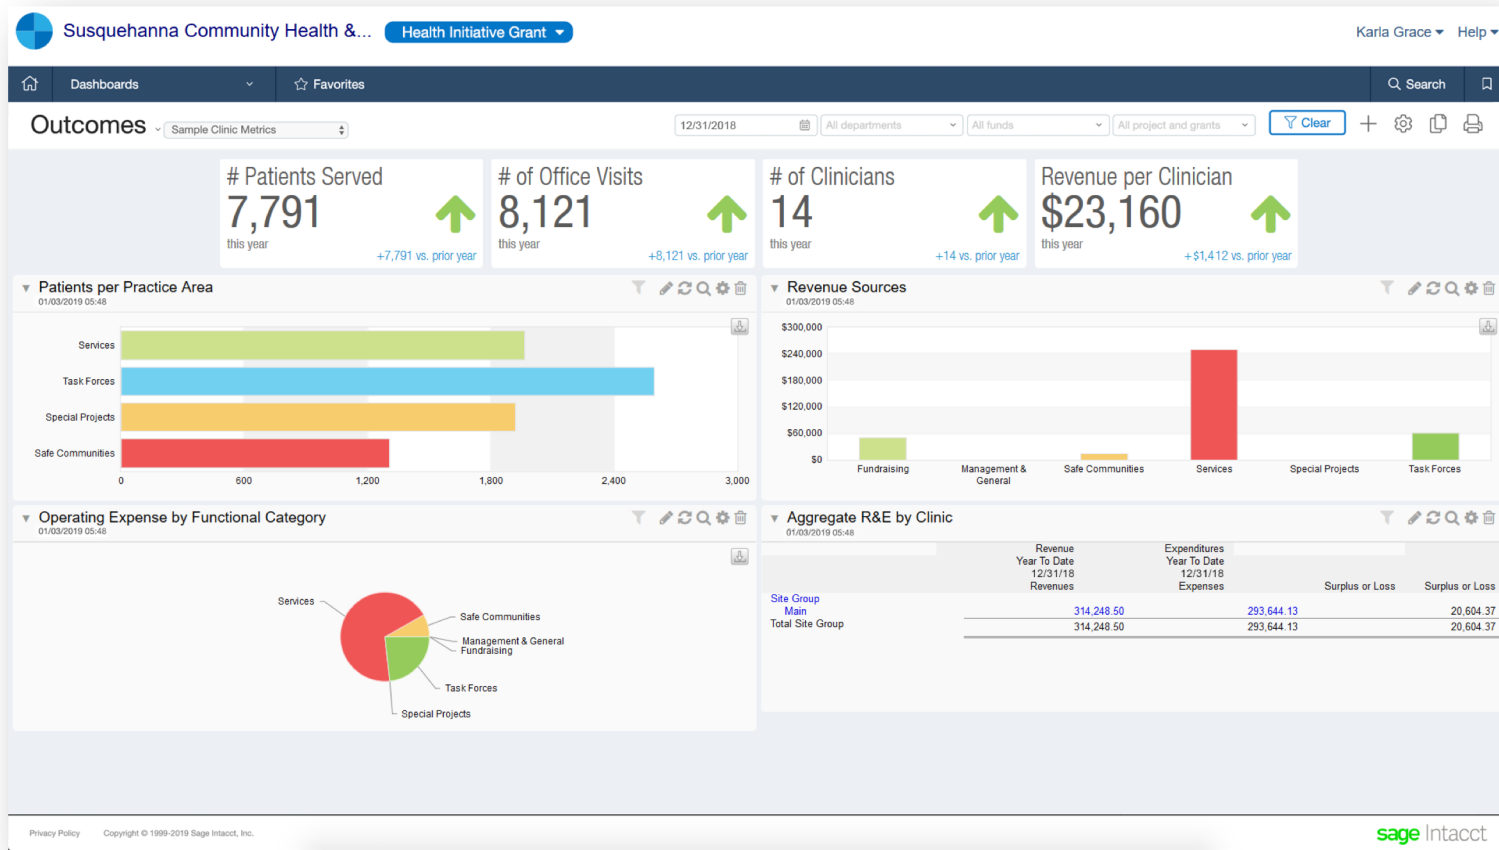 Susquehanna Community Health &...
Health Initiative Grant
Karla Grace
Help
Dashboards
Favorites
Search
Outcomes
Sample Clinic Metrics
12/31/2018
All departments
All funds
All project and grants
Clear
# Patients Served
7,791
this year
+7,791 vs. prior year
# of Office Visits
8,121
this year
+8,121 vs. prior year
# of Clinicians
14
this year
+14 vs. prior year
Revenue per Clinician
$23,160
this year
+$1,412 vs. prior year
Patients per Practice Area
01/03/2019 05:48
Services
Task Forces
Special Projects
Safe Communities
0 600 1,200 1,800 2,400 3,000
Revenue Sources
01/03/2019 05:48
$300,000
$240,000
$180,000
$120,000
$60,000
$0
Fundraising
Management &
General
Safe Communities
Services
Special Projects
Task Forces
Operating Expense by Functional Category
01/03/2019 05:48
Services
Safe Communities
Management & General
Fundraising
Task Forces
Special Projects
Aggregate R&E by Clinic
01/03/2019 05:48
Revenue Expenditures
Year To Date Year To Date
12/31/18 12/31/18
Revenues Expenses Surplus or Loss Surplus or Loss
Site Group
Main 314,248.50 293,644.13 20,604.37
Total Site Group 314,248.50 293,644.13 20,604.37
Privacy Policy
Copyright © 1999-2019 Sage Intacct, Inc.
sage Intacct